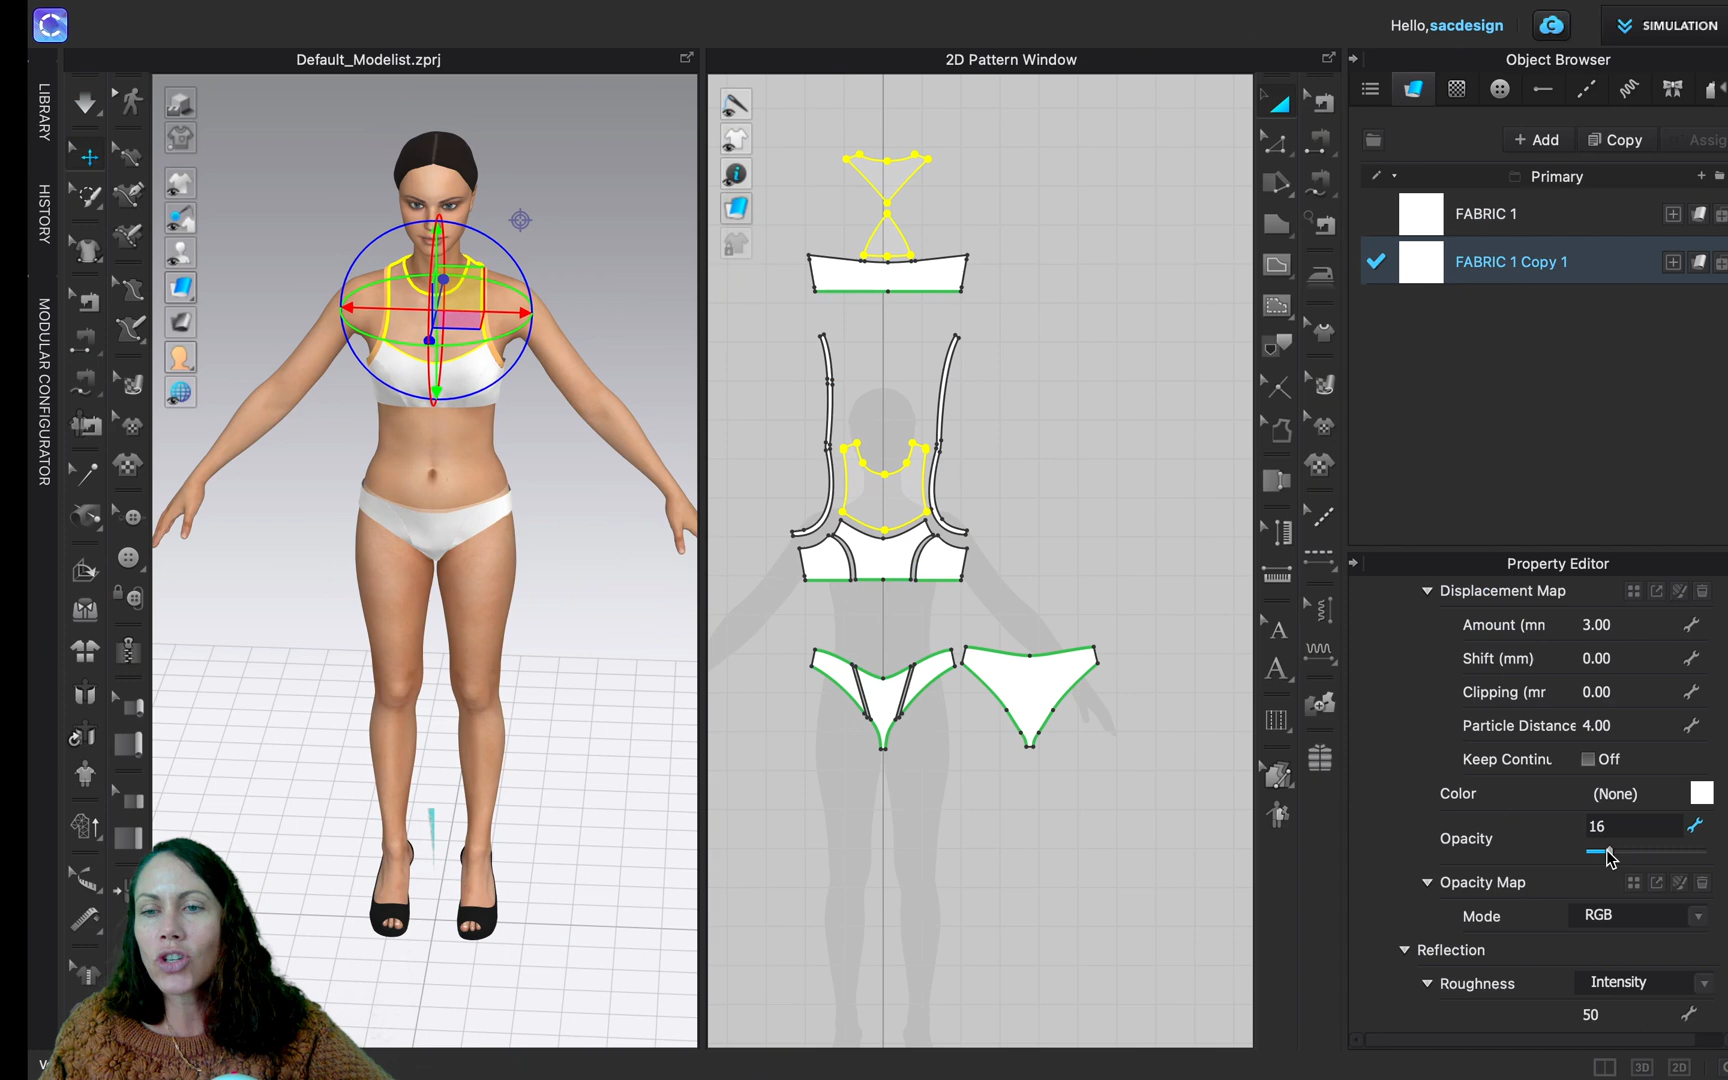 Hello,sacdesign
SIMULATION
Default_Modelist.zprj
2D Pattern Window
Object Browser
LIBRARY
HISTORY
MODULAR CONFIGURATOR
+ Add
Copy
Assig
Primary
FABRIC 1
FABRIC 1 Copy 1
Property Editor
Displacement Map
Amount (mn 3.00
Shift (mm) 0.00
Clipping (mr 0.00
Particle Distance 4.00
Keep Continu Off
Color (None)
Opacity 16
Opacity Map
Mode RGB
Reflection
Roughness Intensity
50
3D
2D